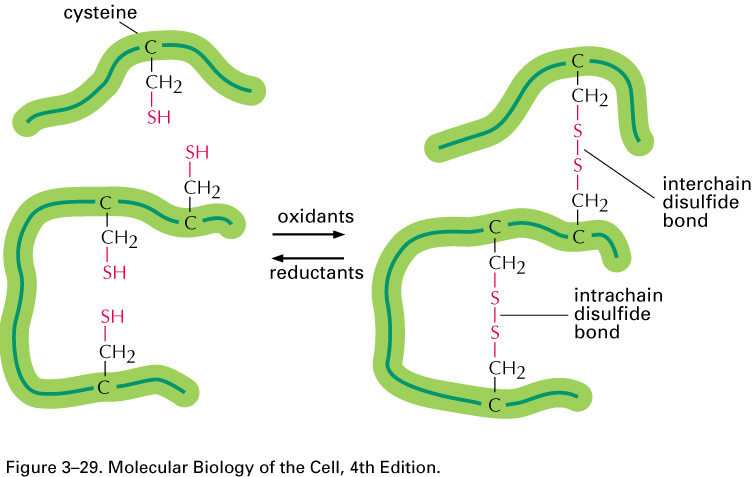 cysteine
C
CH2
SH
SH
CH2
C
C
CH2
SH
SH
CH2
C
oxidants
reductants
C
CH2
S
S
CH2
C
interchain
disulfide
bond
C
CH2
S
S
CH2
C
intrachain
disulfide
bond
Figure 3–29. Molecular Biology of the Cell, 4th Edition.